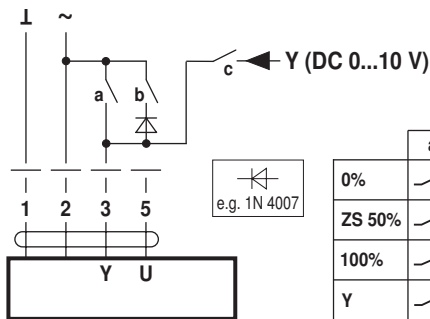 ⊥ ~
a b c Y (DC 0...10 V)
1 2 3 5
Y U
e.g. 1N 4007
a
0%
ZS 50%
100%
Y